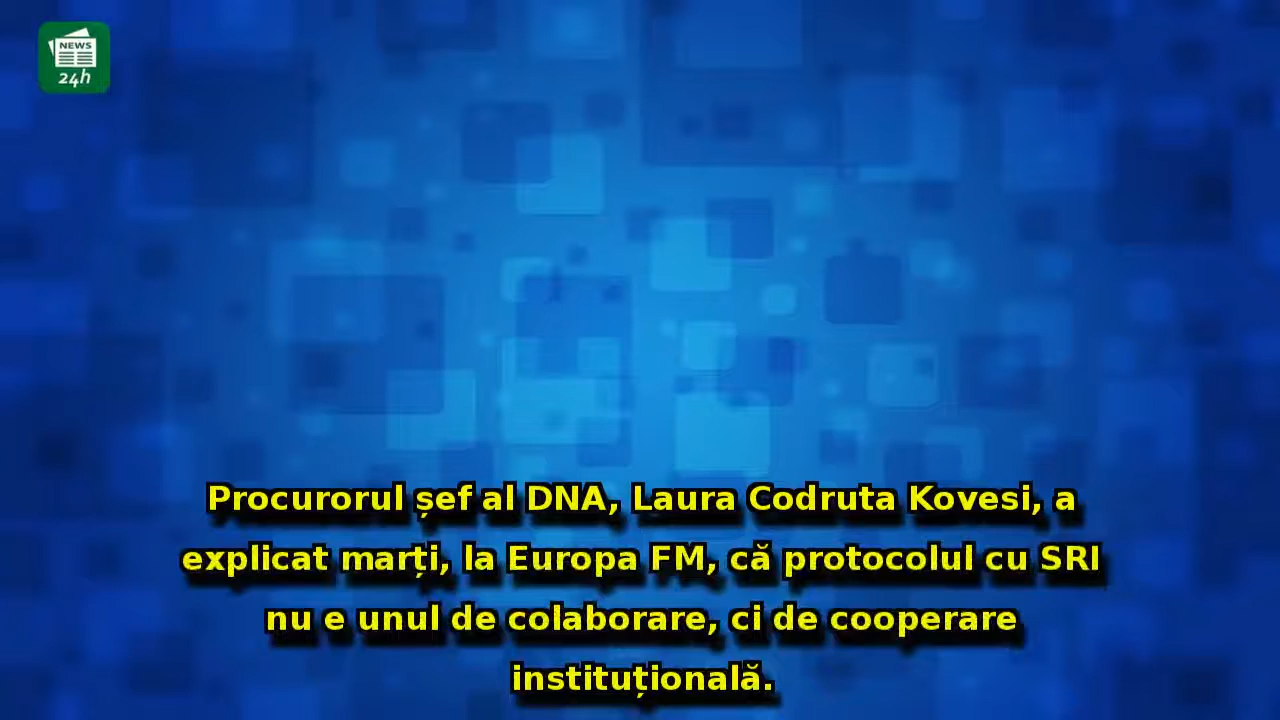 NEWS
24h
Procurorul șef al DNA, Laura Codruta Kovesi, a
explicat marți, la Europa FM, că protocolul cu SRI
nu e unul de colaborare, ci de cooperare
instituțională.